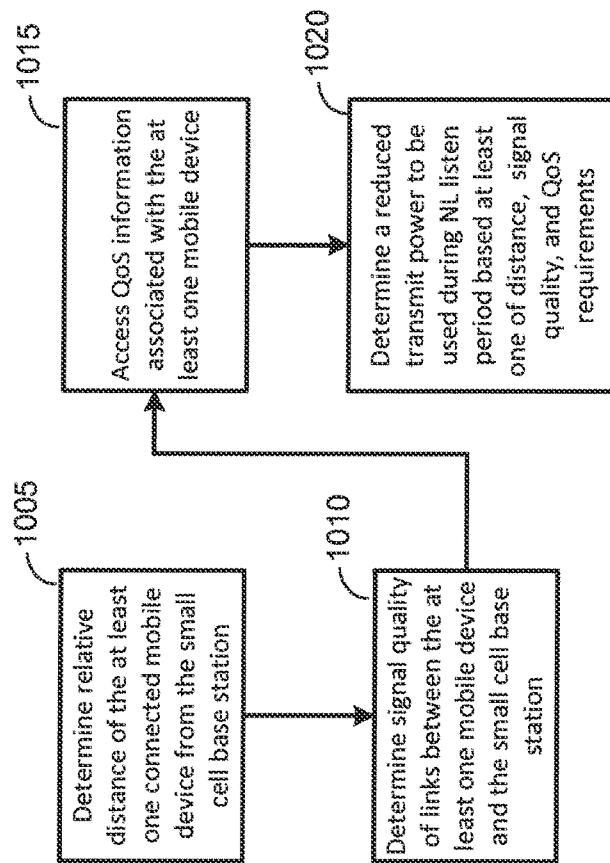 1005
Determine relative
distance of the at least
one connected mobile
device from the small
cell base station
1010
Determine signal quality
of links between the at
least one mobile device
and the small cell base
station
1015
Access QoS information
associated with the at
least one mobile device
1020
Determine a reduced
transmit power to be
used during NL listen
period based at least
one of distance, signal
quality, and QoS
requirements